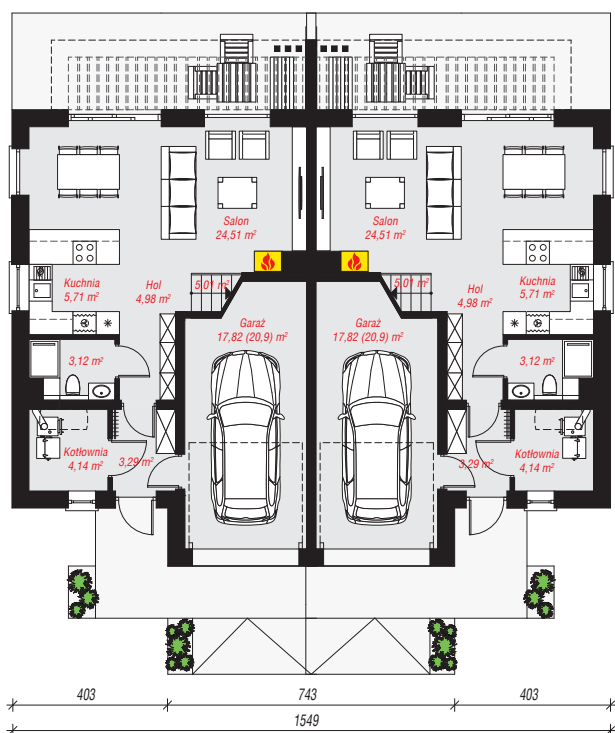 Salon
24,51 m²
Salon
24,51 m²
Kuchnia
5,71 m²
Hol
4,98 m²
5,01 m²
5,01 m²
Hol
4,98 m²
Kuchnia
5,71 m²
Garaż
17,82 (20,9) m²
Garaż
17,82 (20,9) m²
3,12 m²
3,12 m²
Kotłownia
4,14 m²
3,29 m²
3,29 m²
Kotłownia
4,14 m²
403
743
403
1549